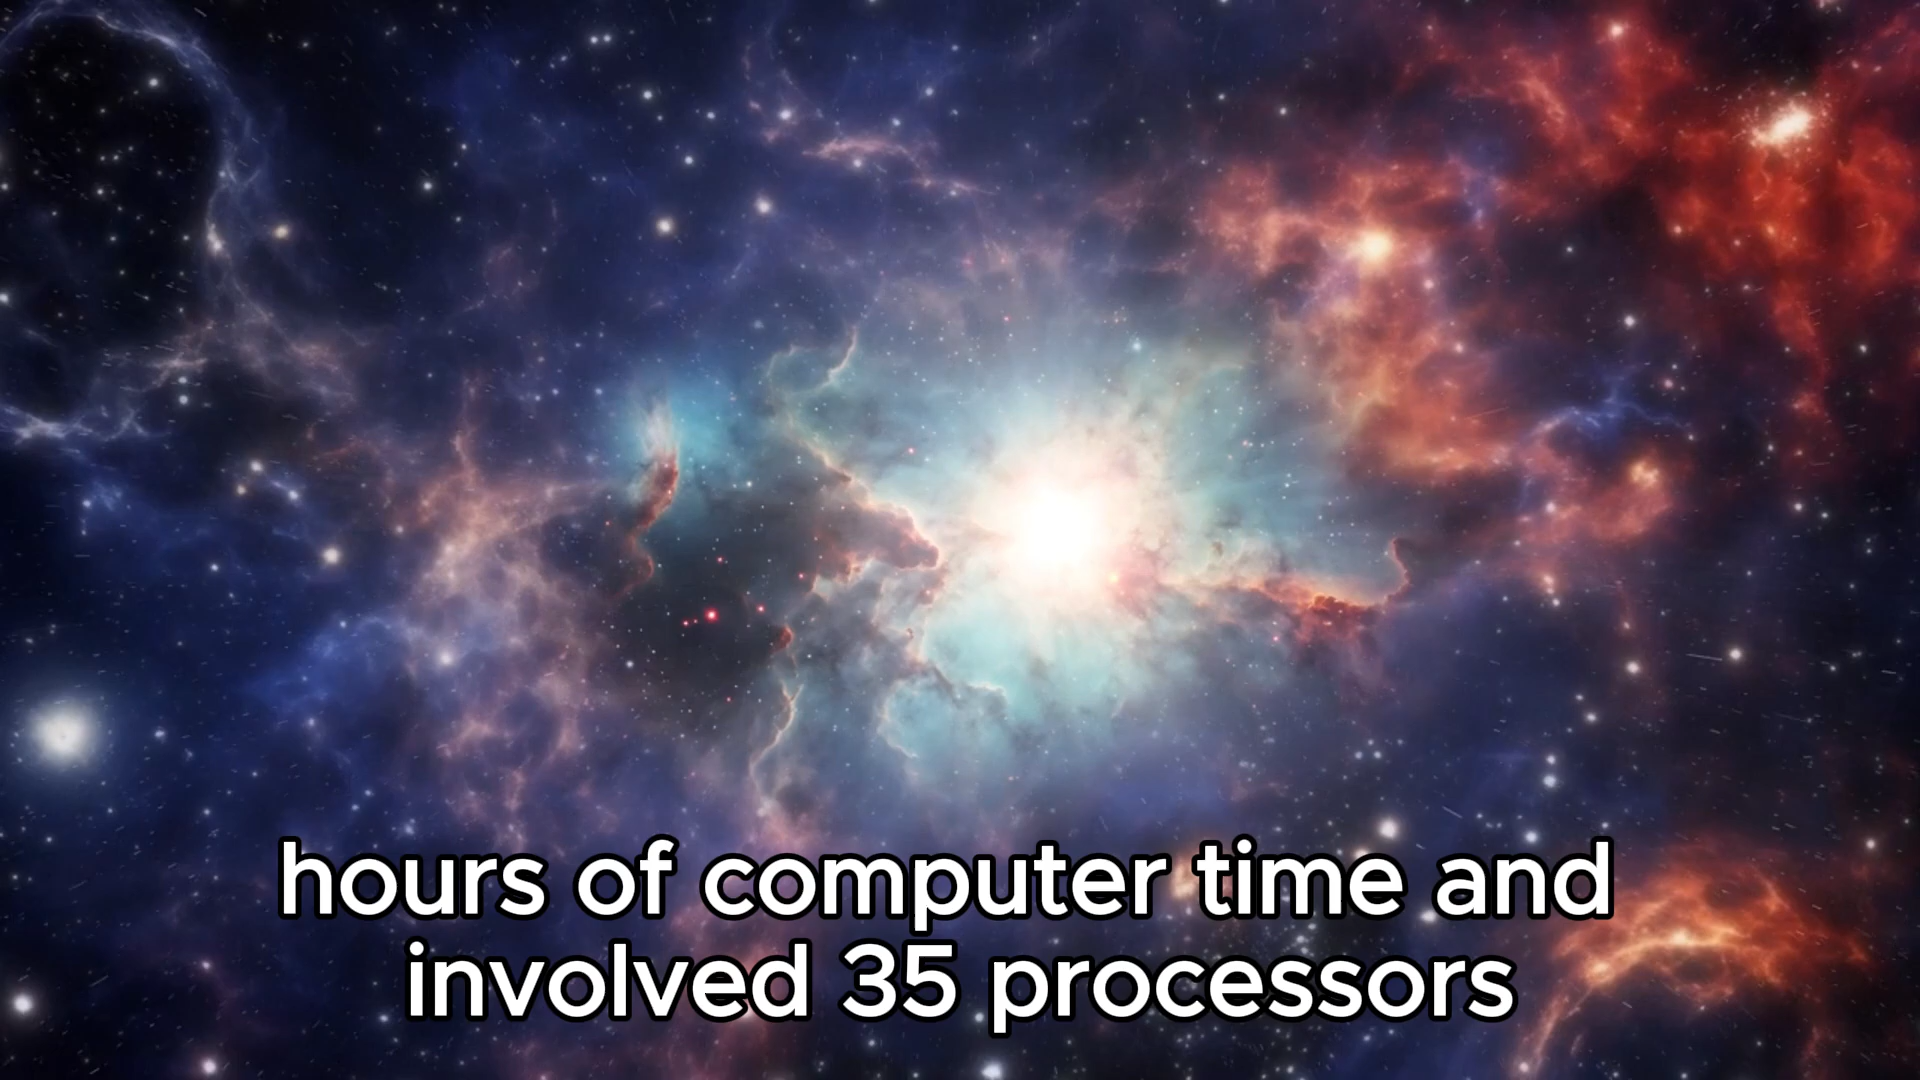 hours of computer time and
involved 35 processors